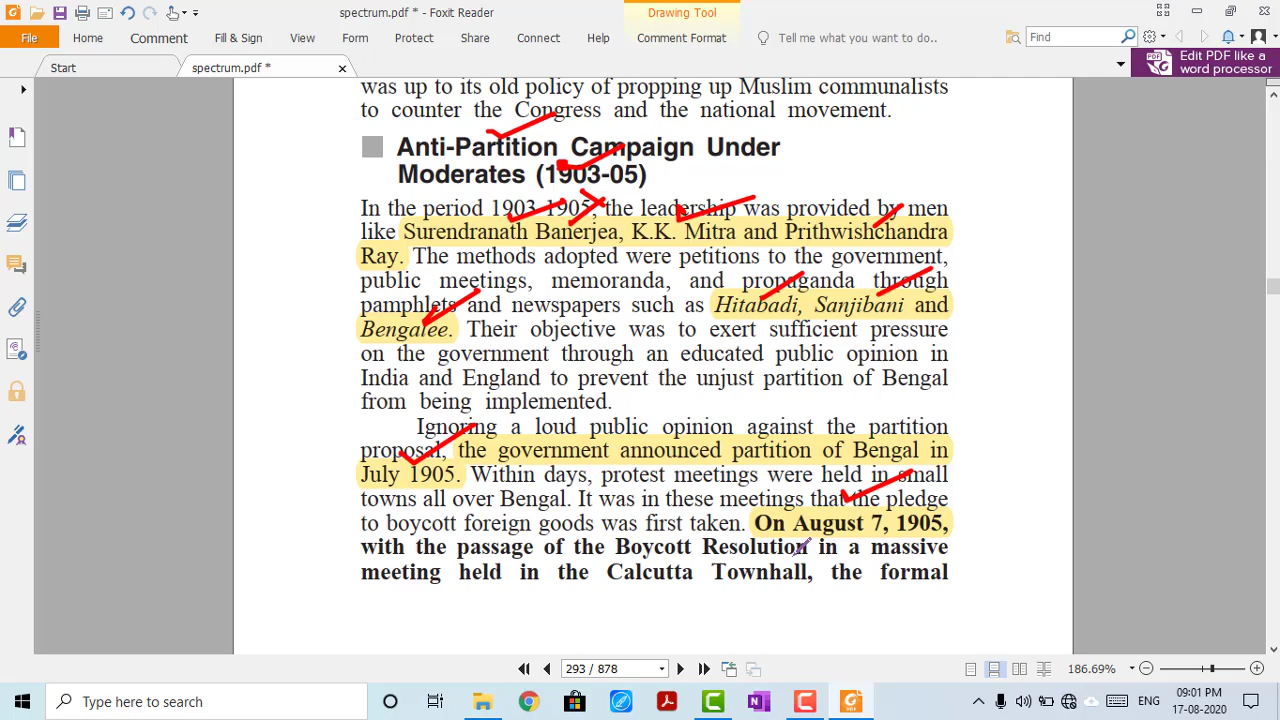 spectrum.pdf * - Foxit Reader
Drawing Tool
File Home Comment Fill & Sign View Form Protect Share Connect Help Comment Format Tell me what you want to do.. Find
Start spectrum.pdf * Edit PDF like a
word processor
was up to its old policy of propping up Muslim communalists
to counter the Congress and the national movement.
Anti-Partition Campaign Under
Moderates (1903-05)
In the period 1903-1905, the leadership was provided by men
like Surendranath Banerjea, K.K. Mitra and Prithwishchandra
Ray. The methods adopted were petitions to the government,
public meetings, memoranda, and propaganda through
pamphlets and newspapers such as Hitabadi, Sanjibani and
Bengalee. Their objective was to exert sufficient pressure
on the government through an educated public opinion in
India and England to prevent the unjust partition of Bengal
from being implemented.
Ignoring a loud public opinion against the partition
proposal, the government announced partition of Bengal in
July 1905. Within days, protest meetings were held in small
towns all over Bengal. It was in these meetings that the pledge
to boycott foreign goods was first taken. On August 7, 1905,
with the passage of the Boycott Resolution in a massive
meeting held in the Calcutta Townhall, the formal
293 / 878 186.69%
Type here to search ENG 09:01 PM
17-08-2020